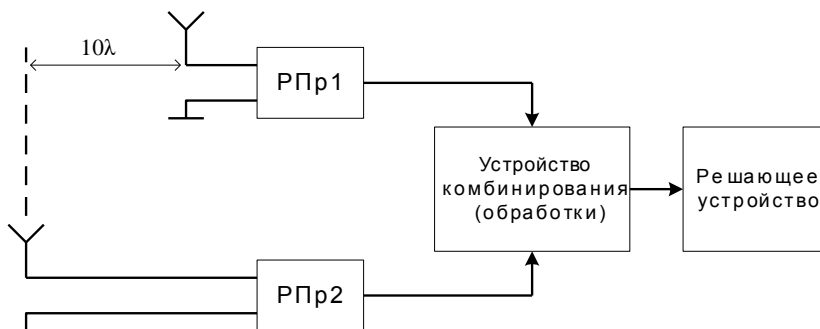 10λ
РПр1
Устройство
комбинирования
(обработки)
Решающее
устройство
РПр2